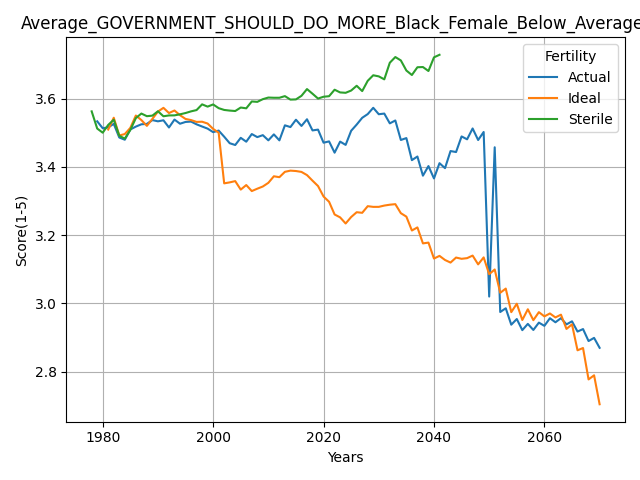 Average_GOVERNMENT_SHOULD_DO_MORE_Black_Female_Below_Average
Fertility
Actual
Ideal
Sterile
Score(1-5)
3.6
3.4
3.2
3.0
2.8
1980 2000 2020 2040 2060
Years